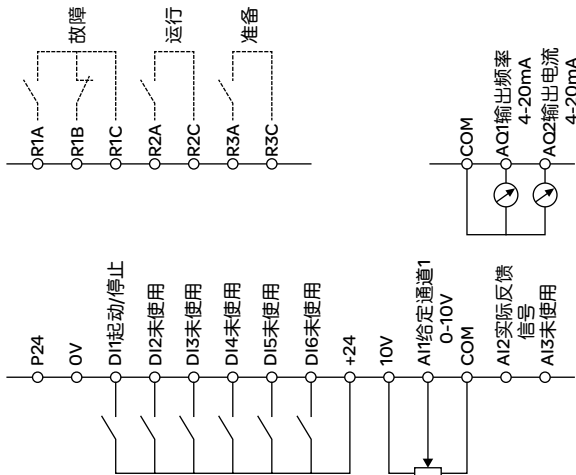 R1A
R1B
R1C
R2A
R2C
R3A
R3C
故障
运行
准备
COM
AQ1输出频率
4-20mA
AQ2输出电流
4-20mA
P24
0V
DI1起动/停止
DI2未使用
DI3未使用
DI4未使用
DI5未使用
DI6未使用
+24
10V
AI1给定通道1
0-10V
COM
AI2实际反馈
信号
AI3未使用